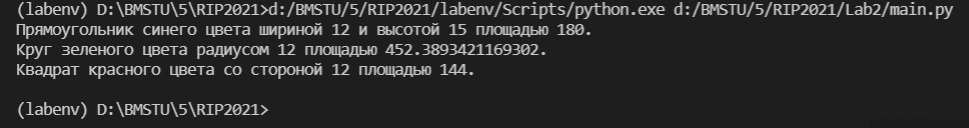 (labenv) D:\BMSTU\5\RIP2021>d:/BMSTU/5/RIP2021/labenv/Scripts/python.exe d:/BMSTU/5/RIP2021/Lab2/main.py
Прямоугольник синего цвета шириной 12 и высотой 15 площадью 180.
Круг зеленого цвета радиусом 12 площадью 452.3893421169302.
Квадрат красного цвета со стороной 12 площадью 144.
(labenv) D:\BMSTU\5\RIP2021>